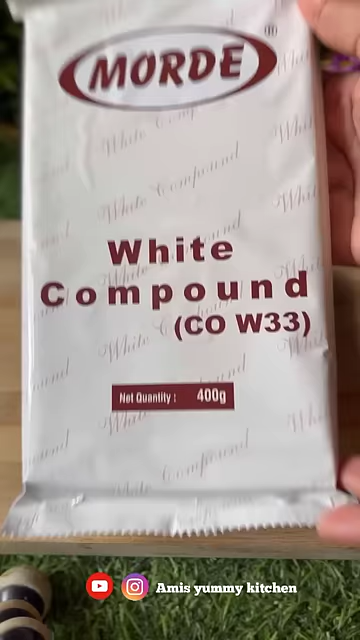 MORDE
White
Compound
(CO W33)
Net Quantity : 400g
Amis yummy kitchen